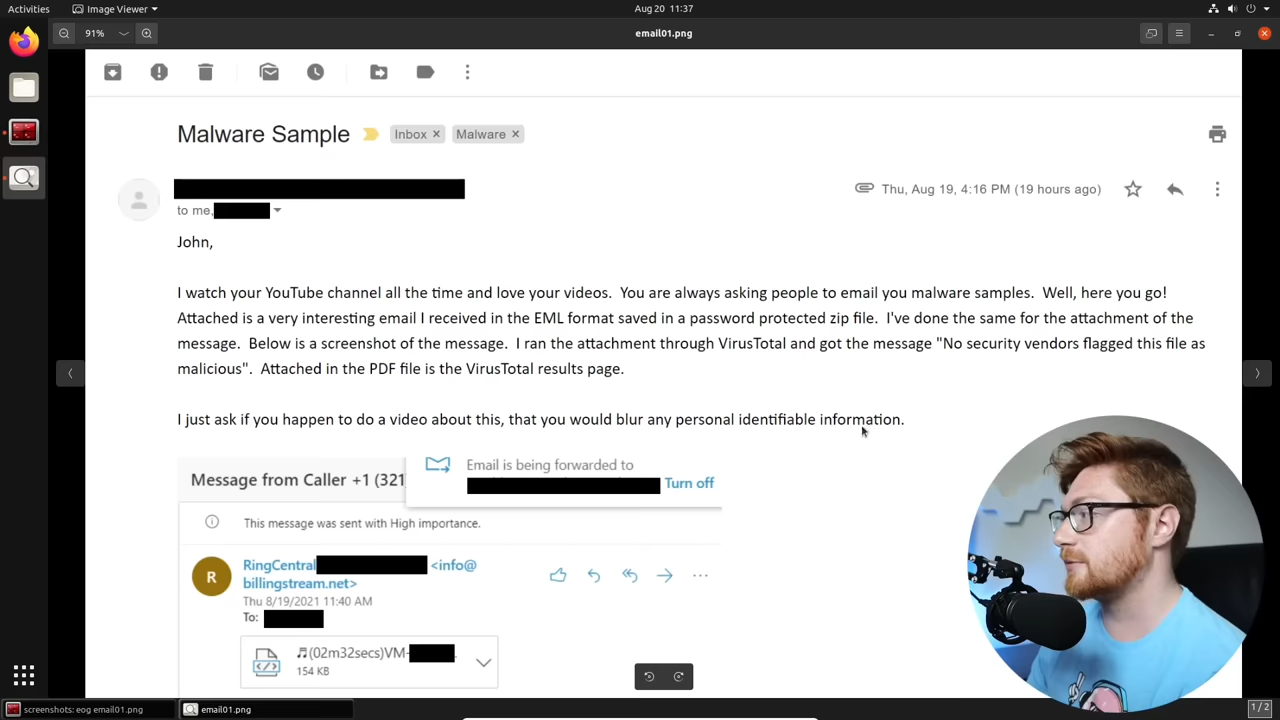 Activities
Image Viewer
Aug 20 11:37
91%
email01.png
Malware Sample
Inbox ×
Malware ×
Thu, Aug 19, 4:16 PM (19 hours ago)
to me,
John,
I watch your YouTube channel all the time and love your videos. You are always asking people to email you malware samples. Well, here you go!
Attached is a very interesting email I received in the EML format saved in a password protected zip file. I've done the same for the attachment of the
message. Below is a screenshot of the message. I ran the attachment through VirusTotal and got the message "No security vendors flagged this file as
malicious". Attached in the PDF file is the VirusTotal results page.
I just ask if you happen to do a video about this, that you would blur any personal identifiable information.
Message from Caller +1 (321
Email is being forwarded to
Turn off
This message was sent with High importance.
R
RingCentral <info@
billingstream.net>
Thu 8/19/2021 11:40 AM
To:
♬(02m32secs)VM-
154 KB
screenshots: eog email01.png
email01.png
1 / 2